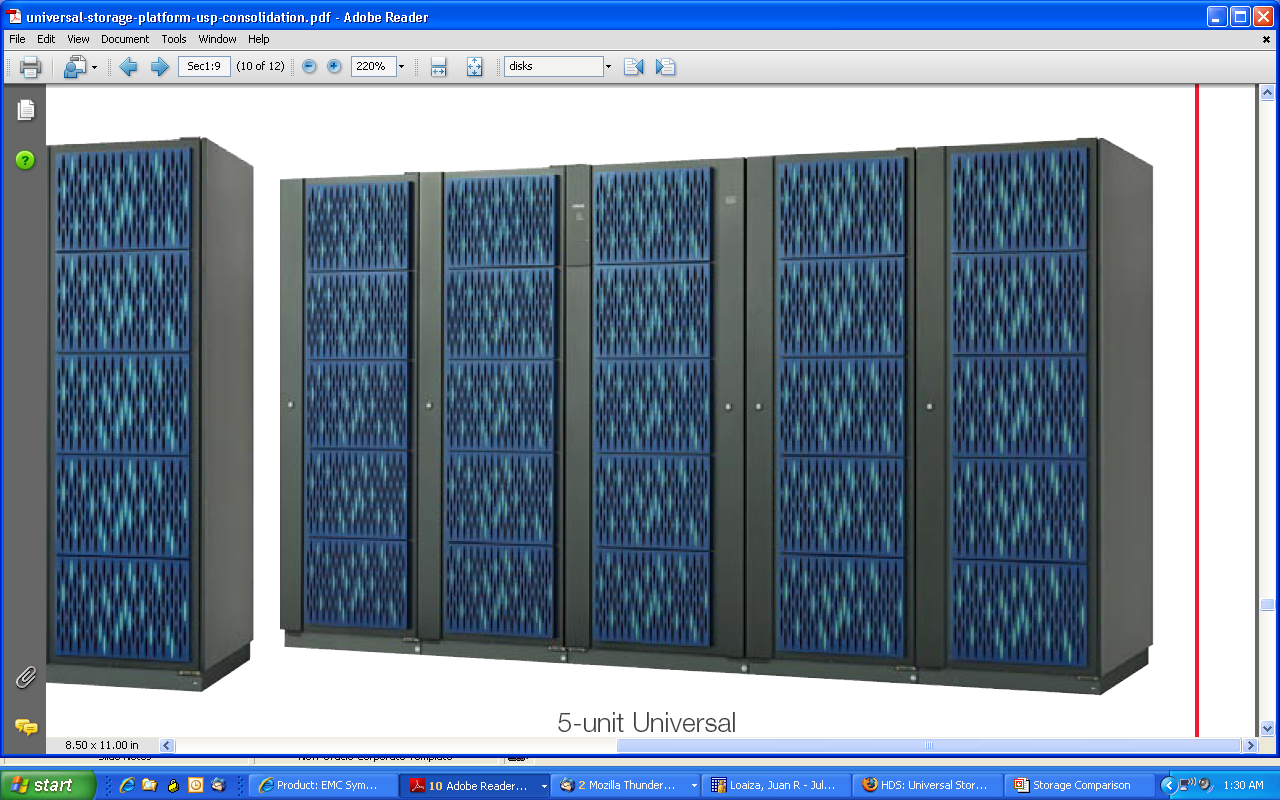 universal-storage-platform-usp-consolidation.pdf - Adobe Reader
File Edit View Document Tools Window Help
Sec1:9 (10 of 12) 220% disks
5-unit Universal
8.50 x 11.00 in
start Product: EMC Sym... 10 Adobe Reader... 2 Mozilla Thunder... Loaiza, Juan R - Jul... HDS: Universal Stor... Storage Comparison 1:30 AM